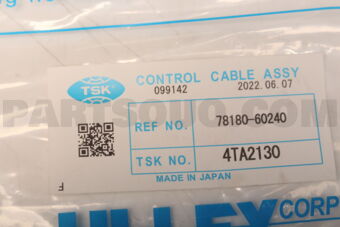 TSK
CONTROL CABLE ASSY
099142 2022.06.07
REF NO. 78180-60240
TSK NO. 4TA2130
MADE IN JAPAN
F
CORP